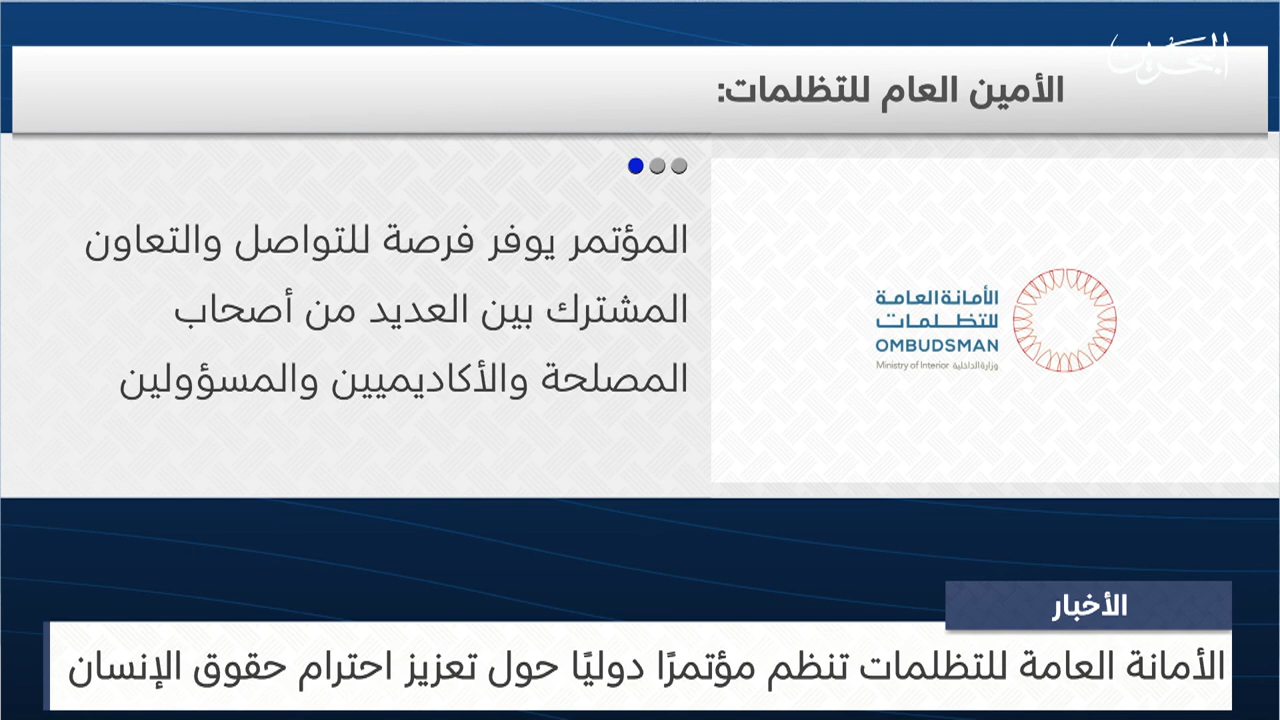 البحرين
الأمين العام للتظلمات:
المؤتمر يوفر فرصة للتواصل والتعاون
المشترك بين العديد من أصحاب
المصلحة والأكاديميين والمسؤولين
الأمانة العامة
للتظلمات
OMBUDSMAN
Ministry of Interior وزارة الداخلية
الأخبار
الأمانة العامة للتظلمات تنظم مؤتمرًا دوليًا حول تعزيز احترام حقوق الإنسان